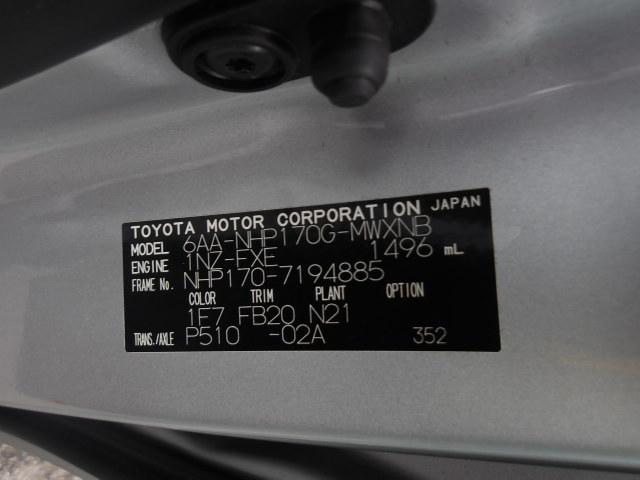 TOYOTA MOTOR CORPORATION JAPAN
MODEL 6AA-NHP170G-MWXNB
ENGINE 1NZ-FXE 1496 mL
FRAME No. NHP170-7194885
COLOR TRIM PLANT OPTION
1F7 FB20 N21
TRANS./AXLE P510 -02A 352